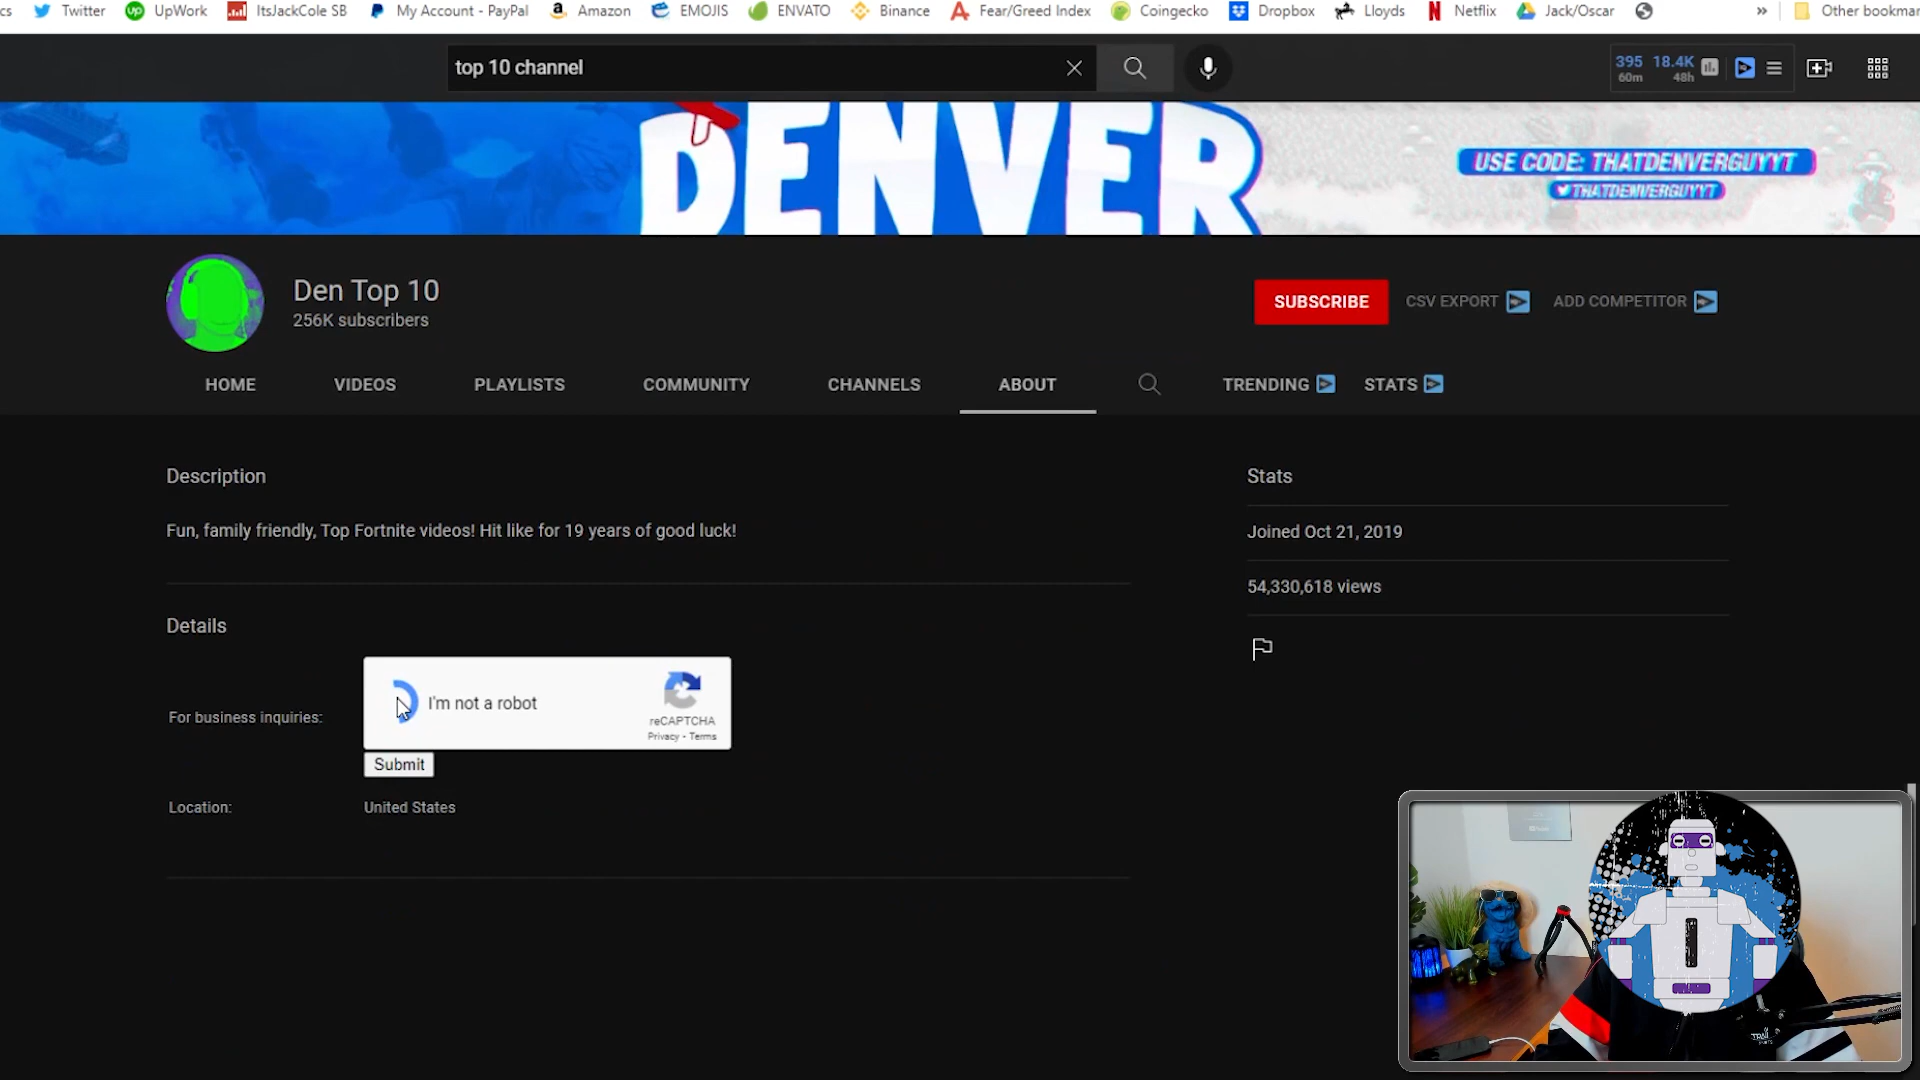 cs Twitter UpWork ItsJackCole SB My Account - PayPal Amazon EMOJIS ENVATO Binance Fear/Greed Index Coingecko Dropbox Lloyds Netflix Jack/Oscar » Other bookmar
top 10 channel
395 18.4K
60m 48h
DENVER
USE CODE: THATDENVERGUYYT
THATDENVERGUYYT
Den Top 10
256K subscribers
SUBSCRIBE CSV EXPORT ADD COMPETITOR
HOME VIDEOS PLAYLISTS COMMUNITY CHANNELS ABOUT TRENDING STATS
Description
Stats
Fun, family friendly, Top Fortnite videos! Hit like for 19 years of good luck!
Joined Oct 21, 2019
54,330,618 views
Details
For business inquiries:
I'm not a robot
reCAPTCHA
Privacy - Terms
Submit
Location: United States